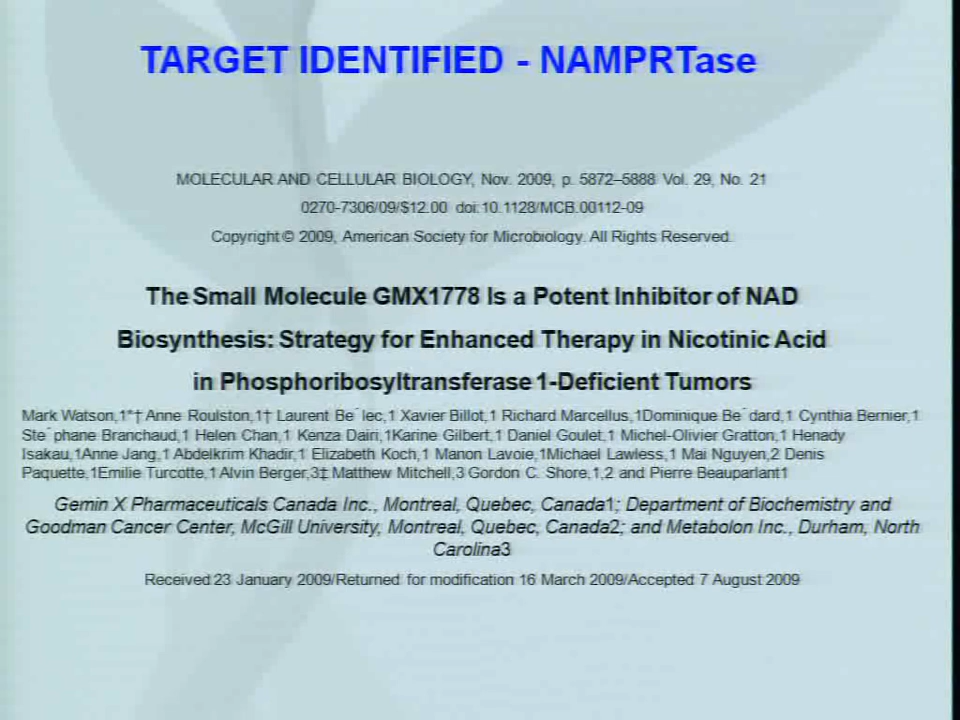 TARGET IDENTIFIED - NAMPRTase
MOLECULAR AND CELLULAR BIOLOGY, Nov. 2009, p. 5872–5888 Vol. 29, No. 21
0270-7306/09/$12.00 doi:10.1128/MCB.00112-09
Copyright © 2009, American Society for Microbiology. All Rights Reserved.
The Small Molecule GMX1778 Is a Potent Inhibitor of NAD
Biosynthesis: Strategy for Enhanced Therapy in Nicotinic Acid
in Phosphoribosyltransferase 1-Deficient Tumors
Mark Watson,1*† Anne Roulston,1† Laurent Be´lec,1 Xavier Billot,1 Richard Marcellus,1Dominique Be´dard,1 Cynthia Bernier,1
Ste´phane Branchaud,1 Helen Chan,1 Kenza Dairi,1Karine Gilbert,1 Daniel Goulet,1 Michel-Olivier Gratton,1 Henady
Isakau,1Anne Jang,1 Abdelkrim Khadir,1 Elizabeth Koch,1 Manon Lavoie,1Michael Lawless,1 Mai Nguyen,2 Denis
Paquette,1Emilie Turcotte,1Alvin Berger,3‡ Matthew Mitchell,3 Gordon C. Shore,1,2 and Pierre Beauparlant1
Gemin X Pharmaceuticals Canada Inc., Montreal, Quebec, Canada1; Department of Biochemistry and
Goodman Cancer Center, McGill University, Montreal, Quebec, Canada2; and Metabolon Inc., Durham, North
Carolina3
Received 23 January 2009/Returned for modification 16 March 2009/Accepted 7 August 2009